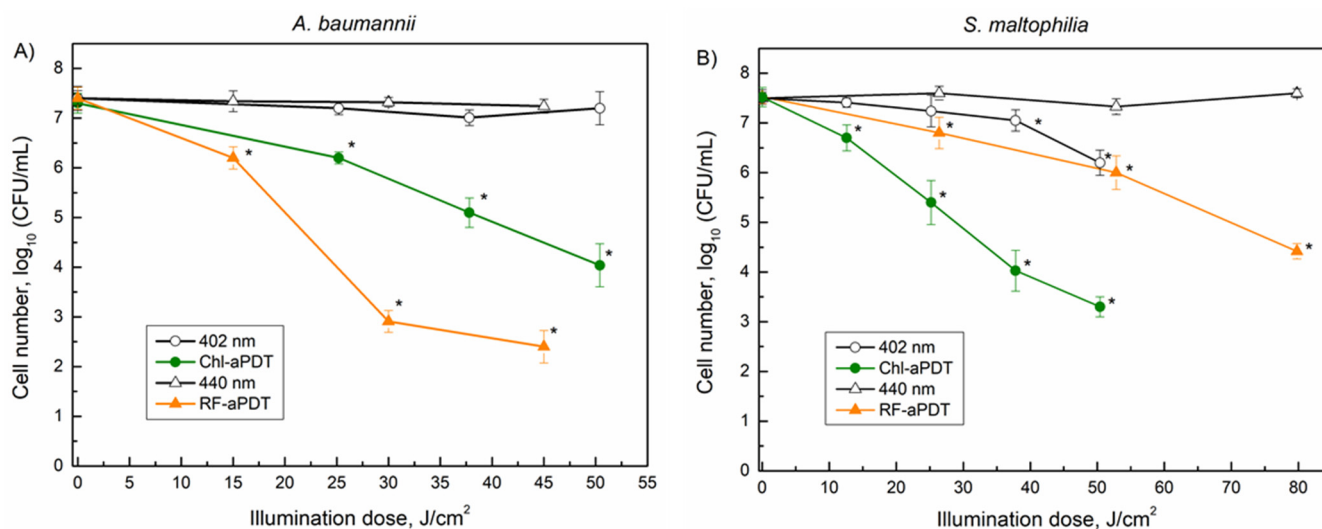 A. baumannii
A)
Cell number, log10 (CFU/mL)
8
7
6
5
4
3
2
1
0
402 nm
Chl-aPDT
440 nm
RF-aPDT
* * * * * *
0 5 10 15 20 25 30 35 40 45 50 55
Illumination dose, J/cm²
S. maltophilia
B)
Cell number, log10 (CFU/mL)
8
7
6
5
4
3
2
1
0
402 nm
Chl-aPDT
440 nm
RF-aPDT
* * * * * * * * *
0 10 20 30 40 50 60 70 80
Illumination dose, J/cm²